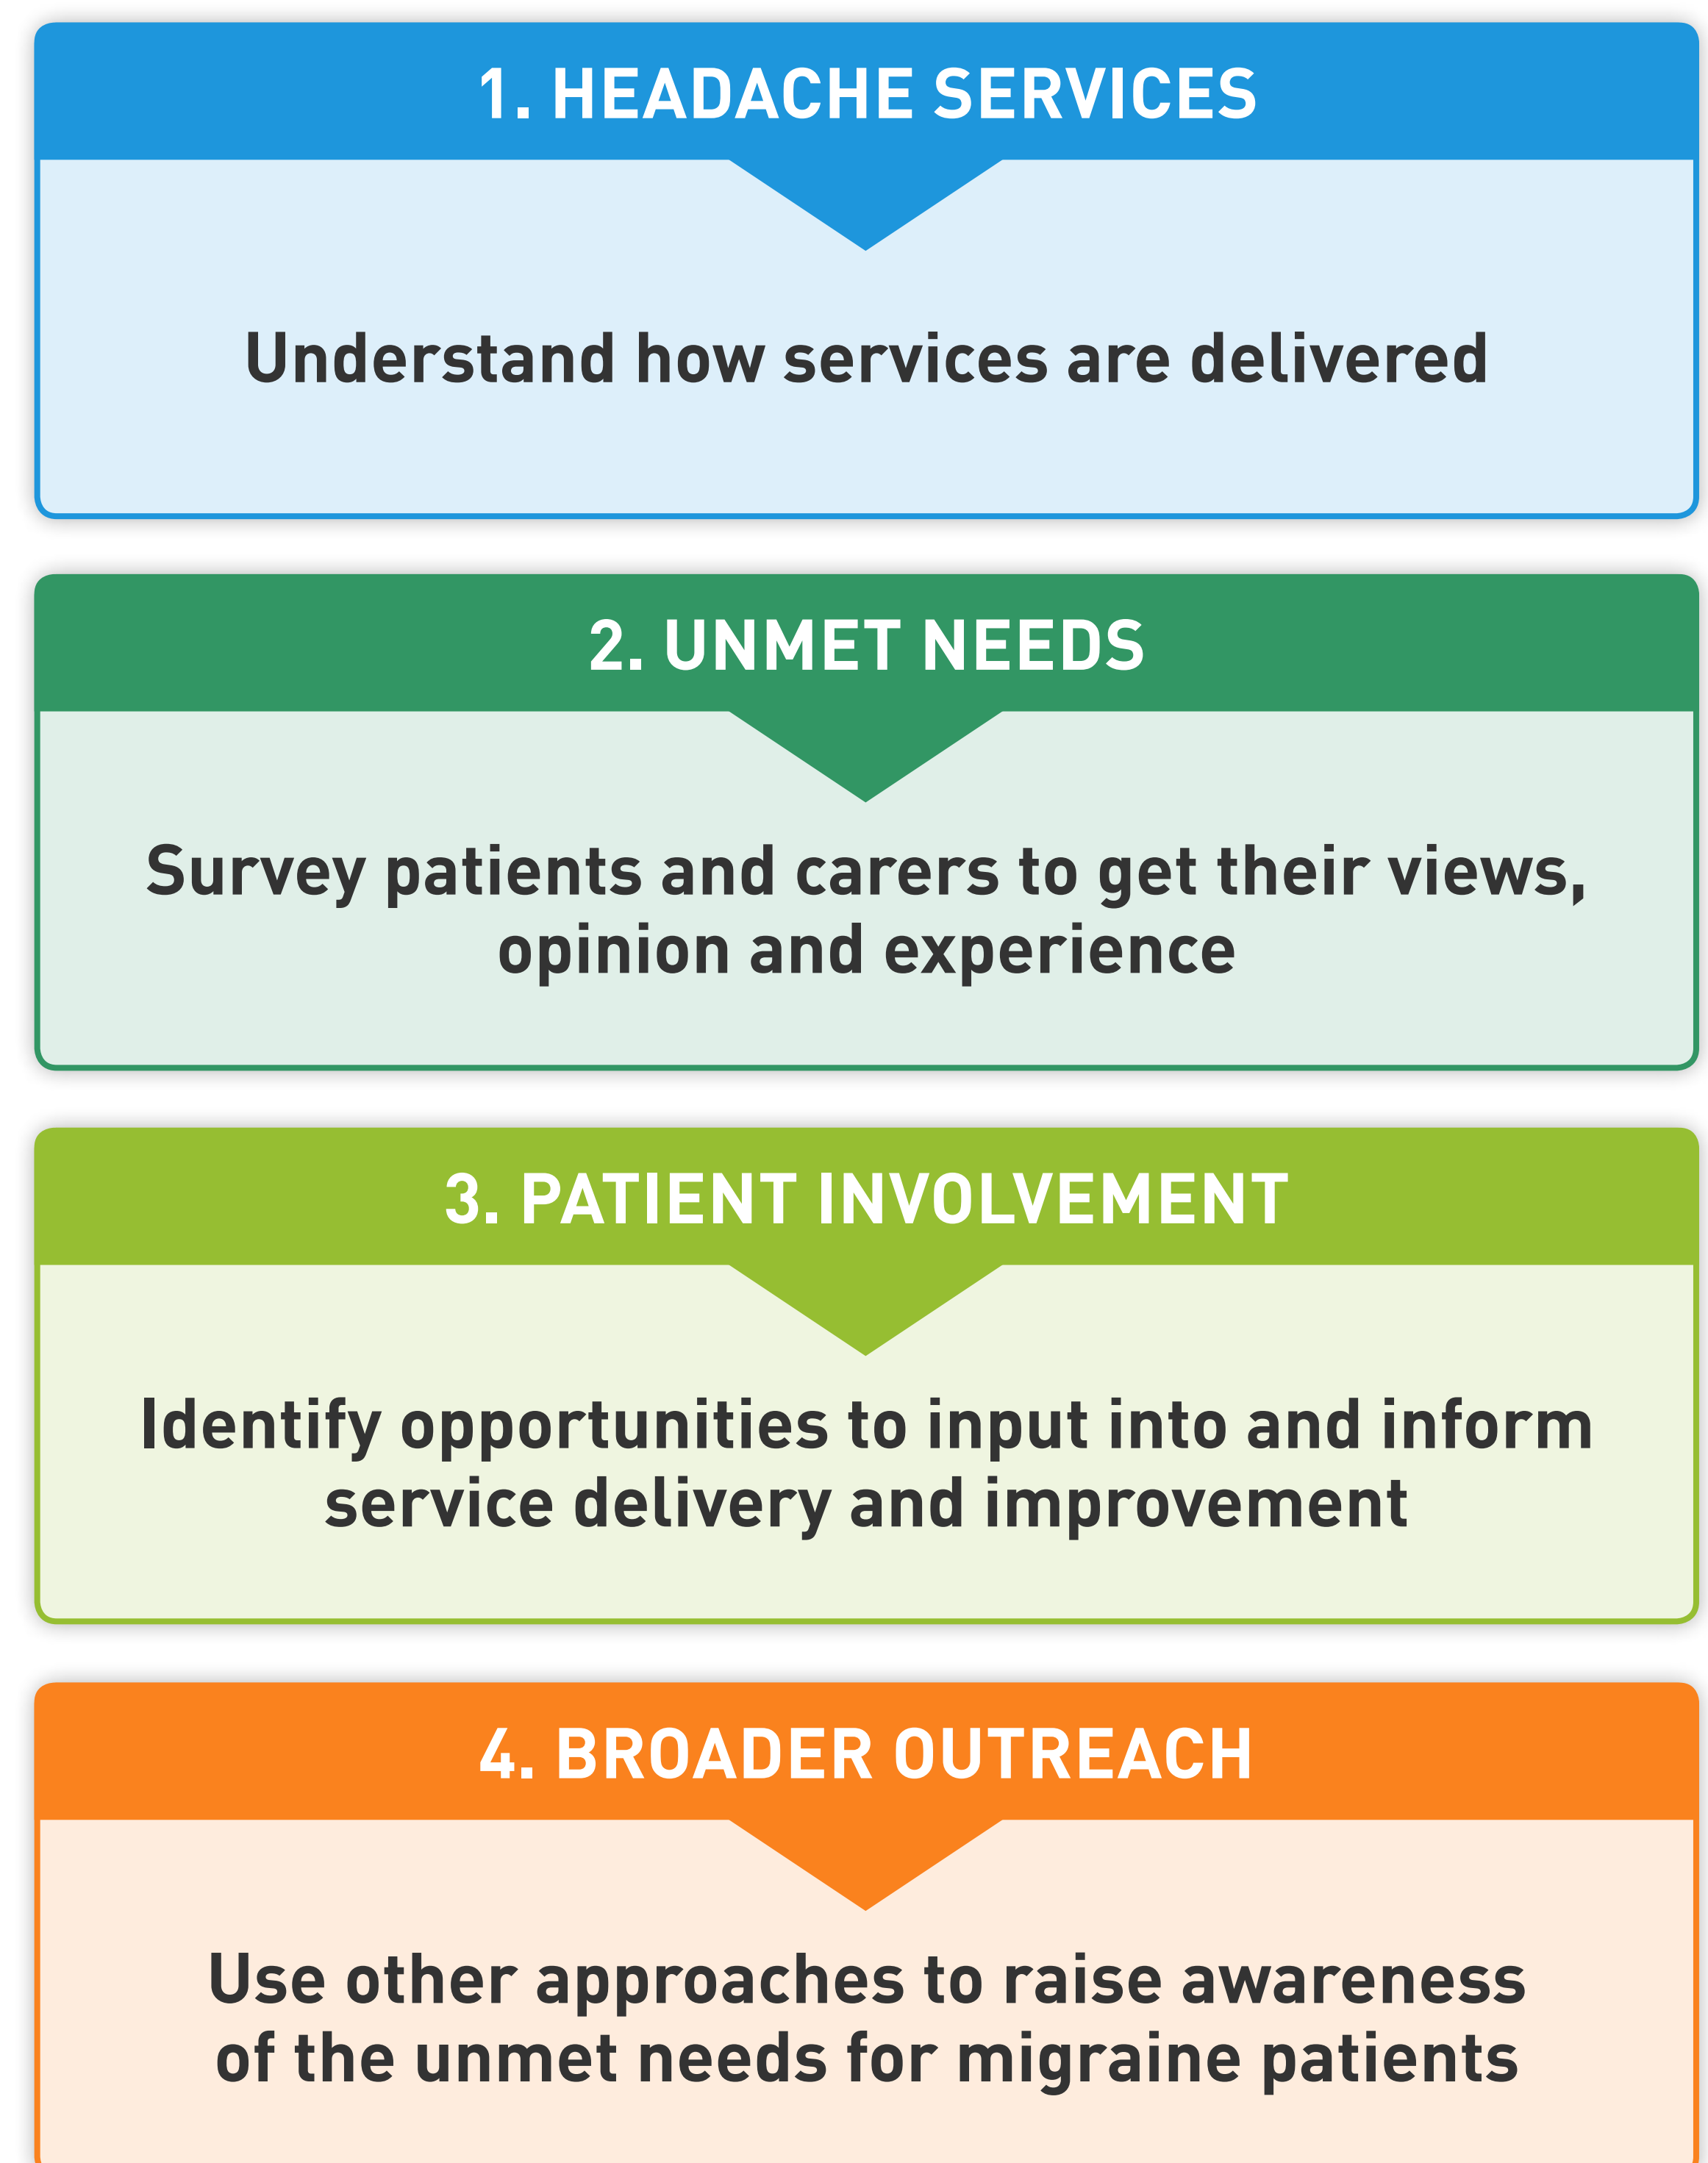 1. HEADACHE SERVICES
Understand how services are delivered
2. UNMET NEEDS
Survey patients and carers to get their views,
opinion and experience
3. PATIENT INVOLVEMENT
Identify opportunities to input into and inform
service delivery and improvement
4. BROADER OUTREACH
Use other approaches to raise awareness
of the unmet needs for migraine patients